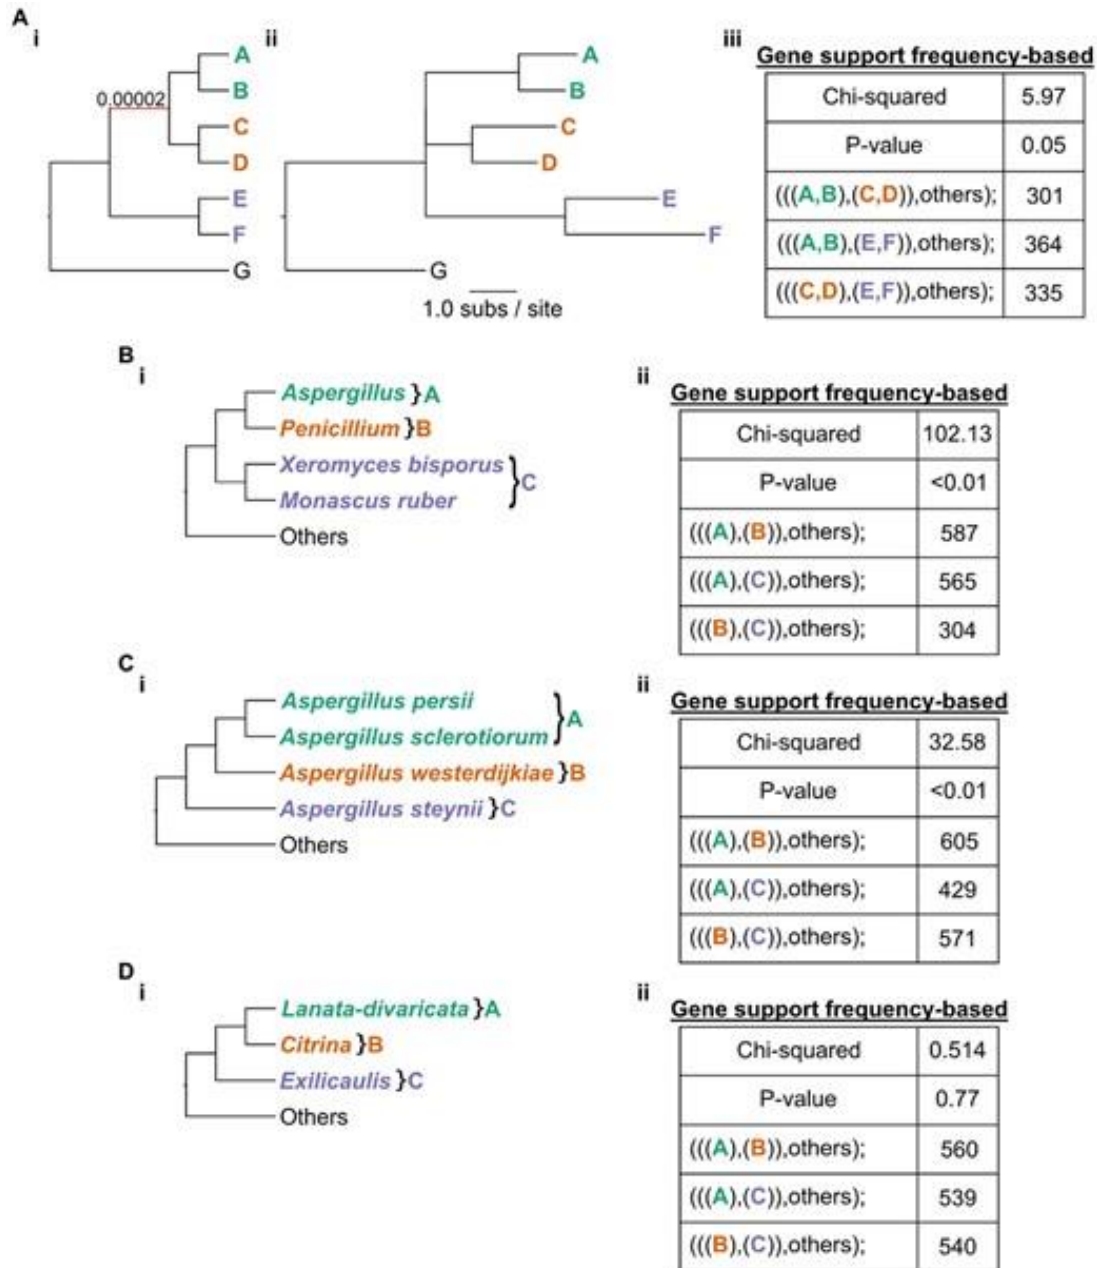 A
i
ii
iii
0.00002
A
B
C
D
E
F
G
A
B
C
D
E
F
G
1.0 subs / site
Gene support frequency-based
Chi-squared 5.97
P-value 0.05
(((A,B),(C,D)),others); 301
(((A,B),(E,F)),others); 364
(((C,D),(E,F)),others); 335
B
i
Aspergillus }A
Penicillium }B
Xeromyces bisporus
Monascus ruber
}C
Others
ii
Gene support frequency-based
Chi-squared 102.13
P-value <0.01
(((A),(B)),others); 587
(((A),(C)),others); 565
(((B),(C)),others); 304
C
i
Aspergillus persii
Aspergillus sclerotiorum
}A
Aspergillus westerdijkiae }B
Aspergillus steynii }C
Others
ii
Gene support frequency-based
Chi-squared 32.58
P-value <0.01
(((A),(B)),others); 605
(((A),(C)),others); 429
(((B),(C)),others); 571
D
i
Lanata-divaricata }A
Citrina }B
Exilicaulis }C
Others
ii
Gene support frequency-based
Chi-squared 0.514
P-value 0.77
(((A),(B)),others); 560
(((A),(C)),others); 539
(((B),(C)),others); 540